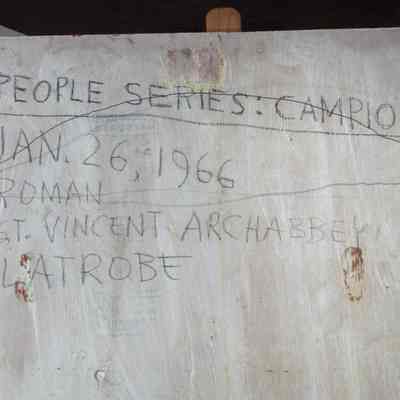 PEOPLE SERIES: CAMPIO
JAN. 26, 1966
ROMAN
ST. VINCENT ARCHABBEY
LATROBE